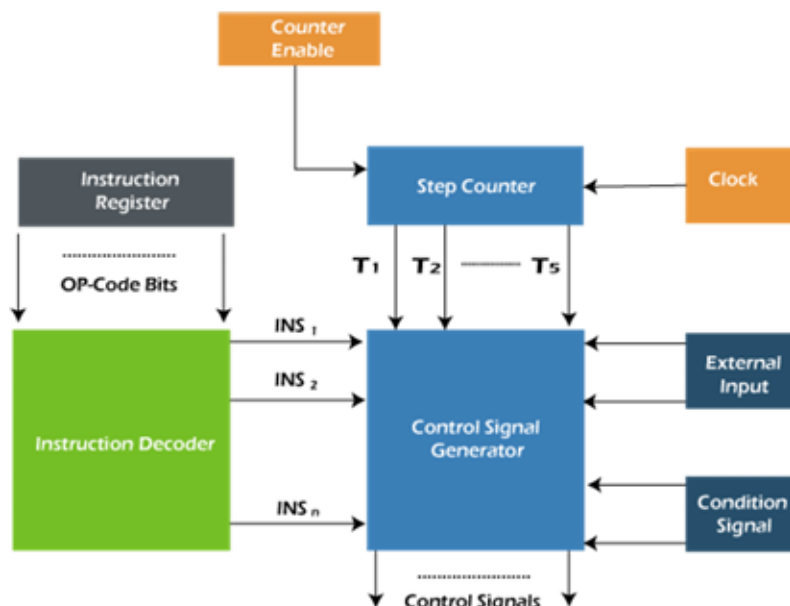 Counter
Enable
Instruction
Register
Step Counter
Clock
OP-Code Bits
T1 T2 T5
INS 1
INS 2
INS n
Instruction Decoder
Control Signal
Generator
External
Input
Condition
Signal
Control Signals